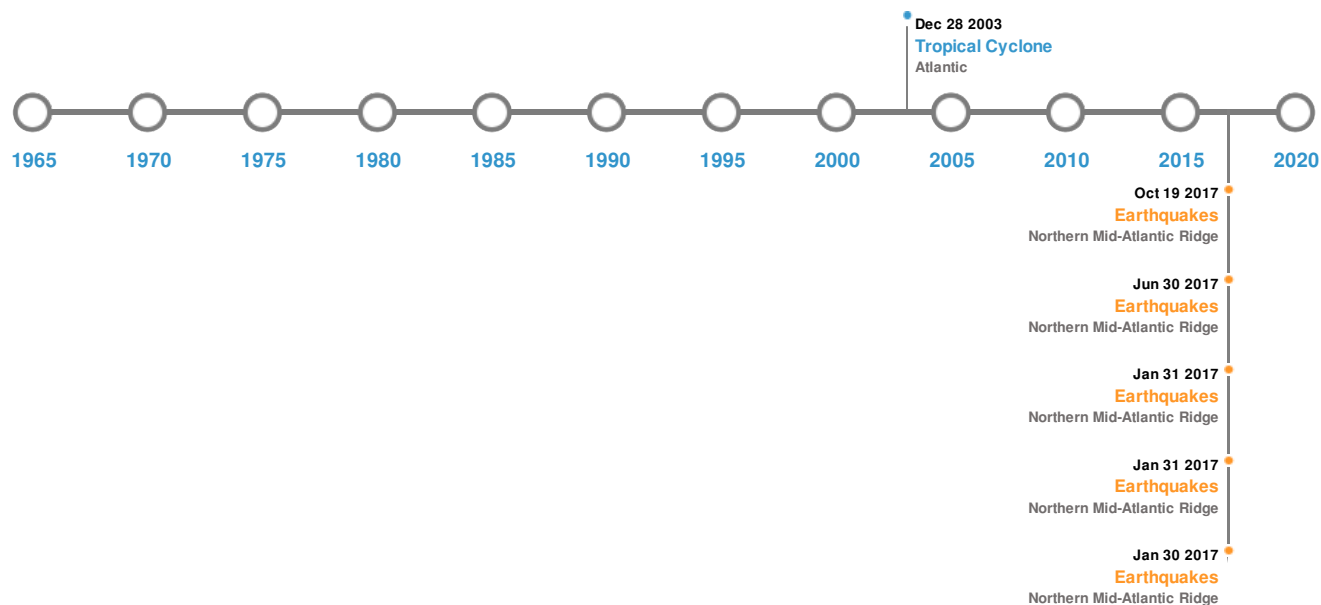 Dec 28 2003
Tropical Cyclone
Atlantic
1965 1970 1975 1980 1985 1990 1995 2000 2005 2010 2015 2020
Oct 19 2017
Earthquakes
Northern Mid-Atlantic Ridge
Jun 30 2017
Earthquakes
Northern Mid-Atlantic Ridge
Jan 31 2017
Earthquakes
Northern Mid-Atlantic Ridge
Jan 31 2017
Earthquakes
Northern Mid-Atlantic Ridge
Jan 30 2017
Earthquakes
Northern Mid-Atlantic Ridge